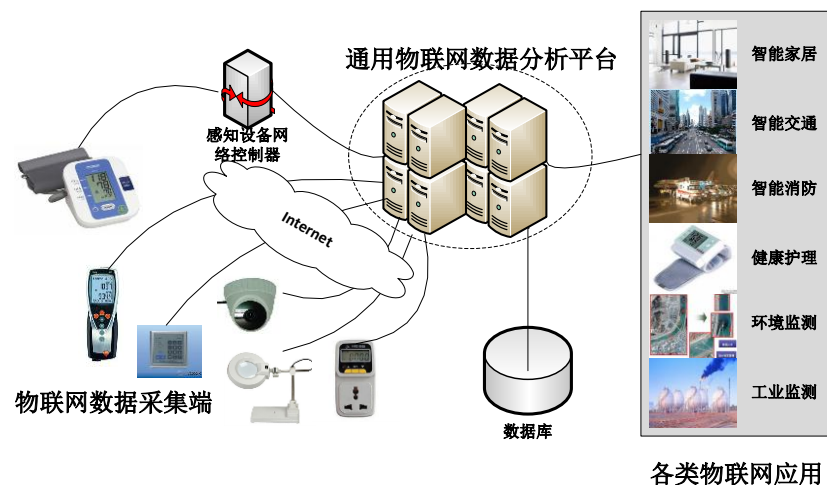 通用物联网数据分析平台
感知设备网
络控制器
Internet
物联网数据采集端
数据库
智能家居
智能交通
智能消防
健康护理
环境监测
工业监测
各类物联网应用